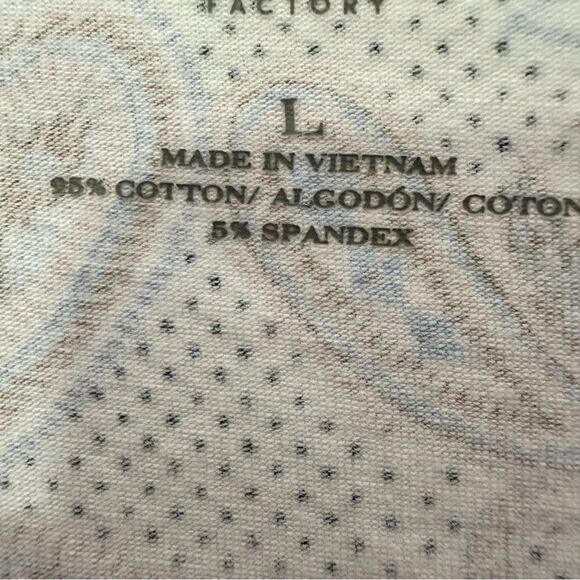 FACTORY
L
MADE IN VIETNAM
95% COTTON/ ALGODÓN/ COTON
5% SPANDEX